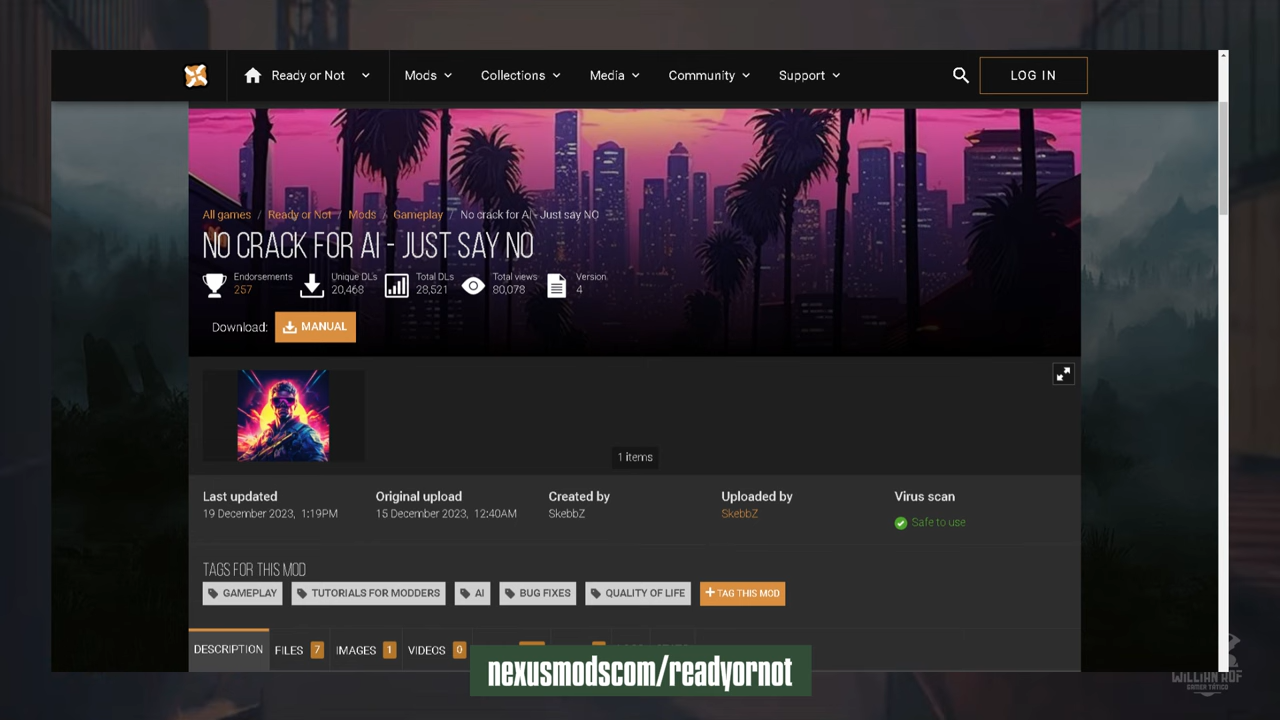 Ready or Not
Mods
Collections
Media
Community
Support
LOG IN
All games / Ready or Not / Mods / Gameplay / No crack for AI - Just say NO
NO CRACK FOR AI - JUST SAY NO
Endorsements
257
Unique DL's
20,468
Total DLs
28,521
Total views
80,078
Version
4
Download:
MANUAL
1 items
Last updated
19 December 2023, 1:19PM
Original upload
15 December 2023, 12:40AM
Created by
SkebbZ
Uploaded by
SkebbZ
Virus scan
Safe to use
TAGS FOR THIS MOD
GAMEPLAY
TUTORIALS FOR MODDERS
AI
BUG FIXES
QUALITY OF LIFE
+ TAG THIS MOD
DESCRIPTION
FILES 7
IMAGES 1
VIDEOS 0
nexusmodscom/readyornot
WILLIAN ROF
GAMER TÁTICO